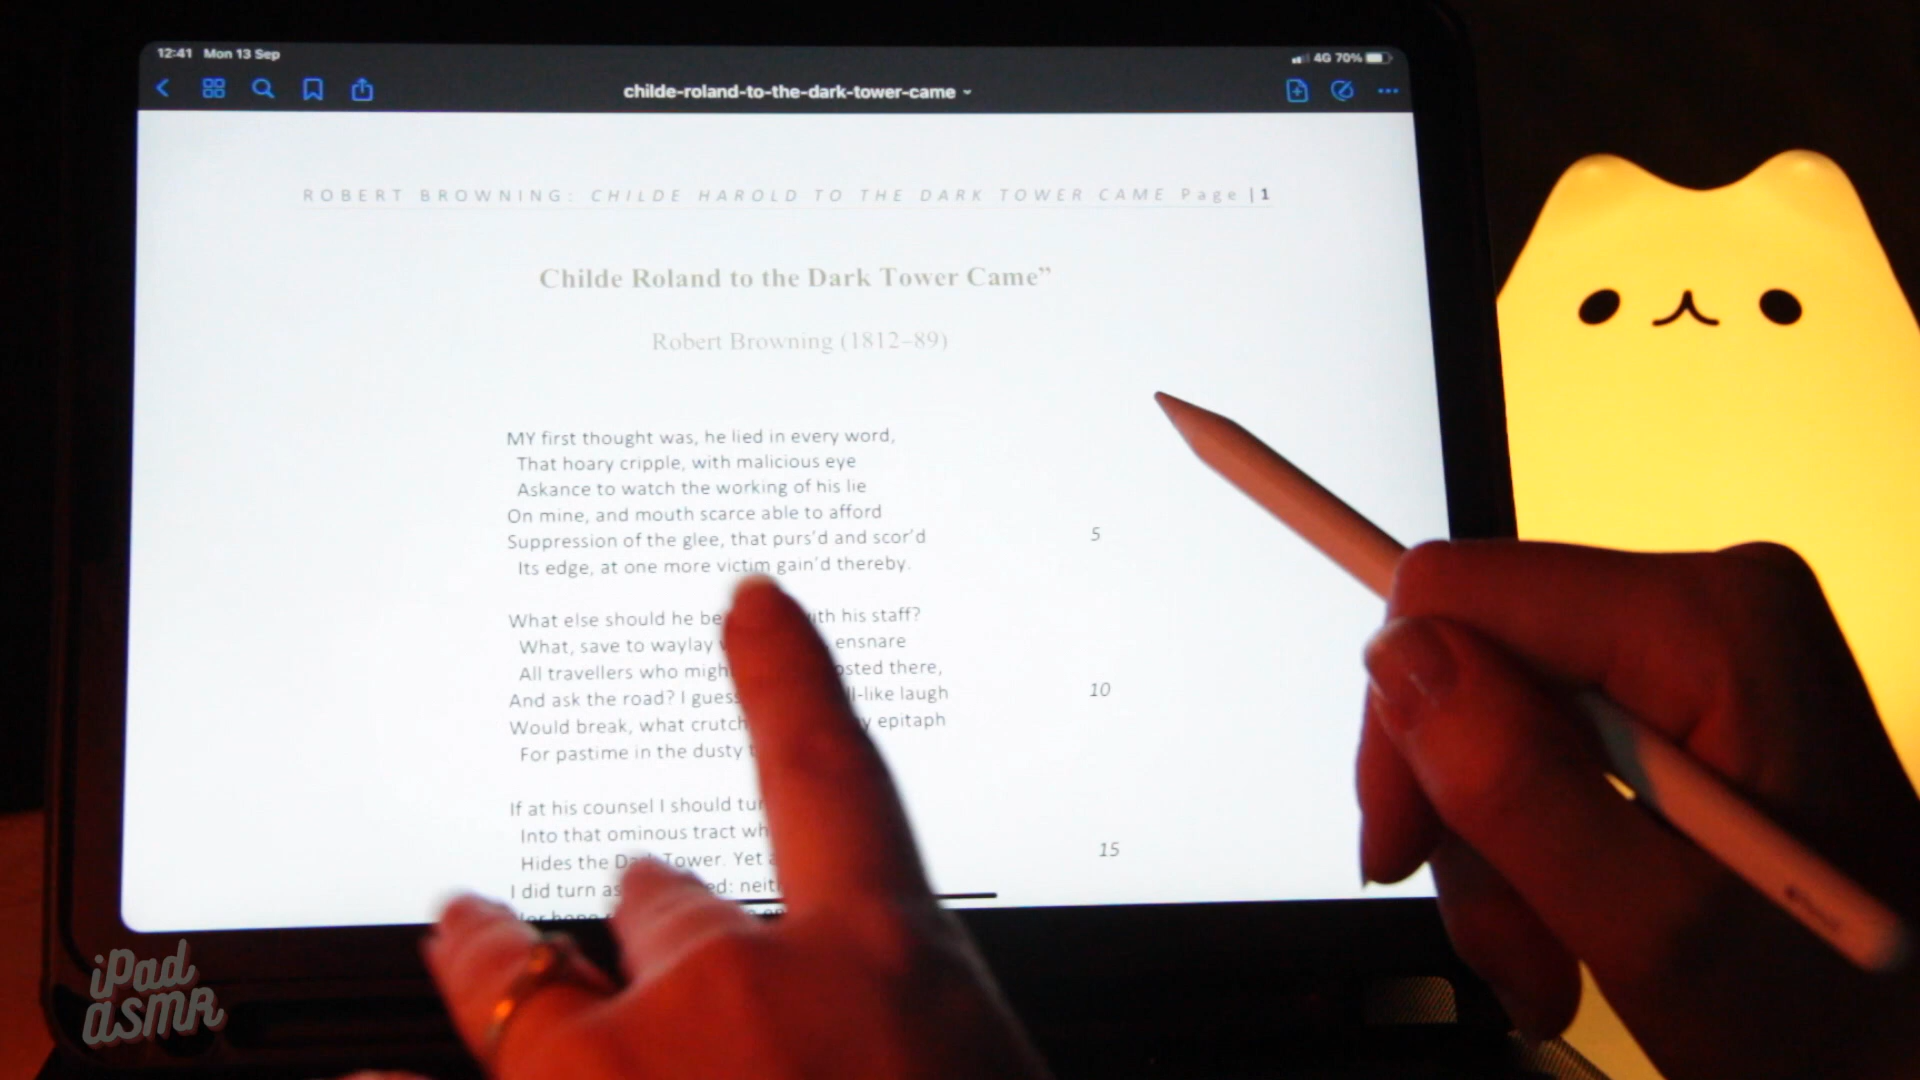 12:41 Mon 13 Sep
4G 70%
childe-roland-to-the-dark-tower-came
ROBERT BROWNING: CHILDE HAROLD TO THE DARK TOWER CAME Page | 1
Childe Roland to the Dark Tower Came”
Robert Browning (1812–89)
MY first thought was, he lied in every word,
That hoary cripple, with malicious eye
Askance to watch the working of his lie
On mine, and mouth scarce able to afford
Suppression of the glee, that purs’d and scor’d 5
Its edge, at one more victim gain’d thereby.
What else should he be with his staff?
What, save to waylay ensnare
All travellers who might there,
And ask the road? I guess laugh 10
Would break, what crutch epitaph
For pastime in the dusty
If at his counsel I should
Into that ominous tract 15
Hides the Dark Tower. Yet
I did turn
iPad
asmr